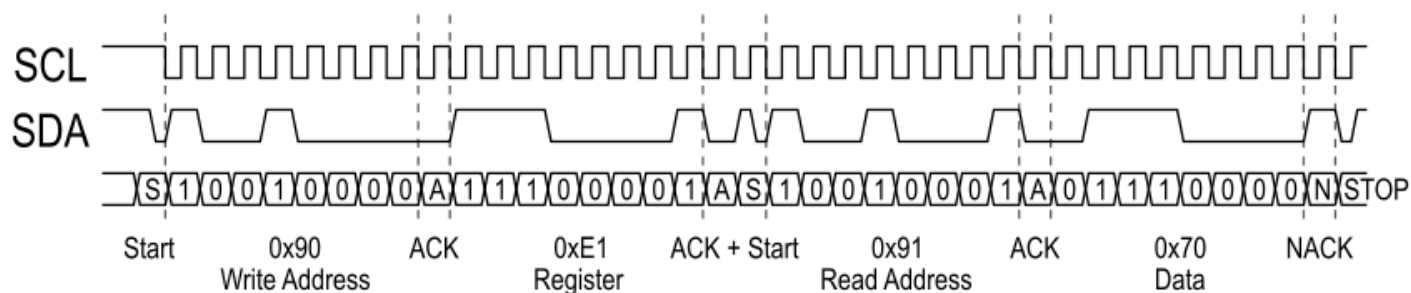 SCL
SDA
S 1 0 0 1 0 0 0 0 A 1 1 1 0 0 0 0 1 A S 1 0 0 1 0 0 0 1 A 0 1 1 1 0 0 0 0 N STOP
Start 0x90 ACK 0xE1 ACK + Start 0x91 ACK 0x70 NACK
Write Address Register Read Address Data